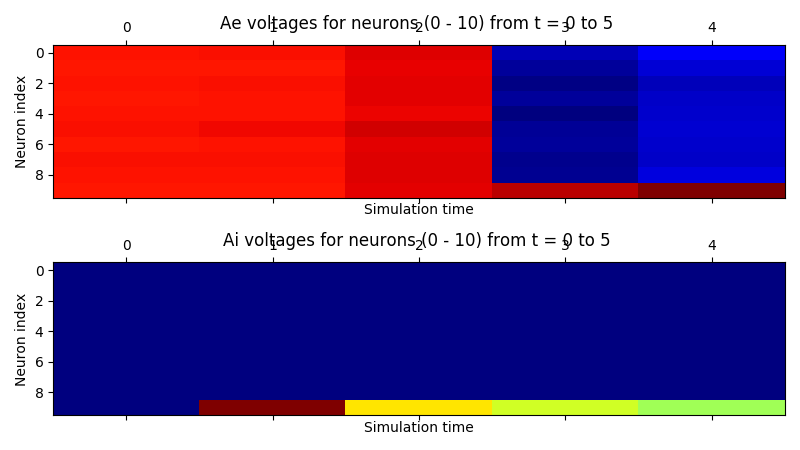 Ae voltages for neurons (0 - 10) from t = 0 to 5
0 1 2 3 4
Neuron index
0
2
4
6
8
Simulation time
Ai voltages for neurons (0 - 10) from t = 0 to 5
0 1 2 3 4
Neuron index
0
2
4
6
8
Simulation time